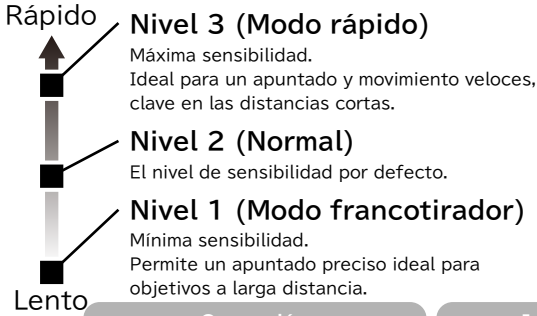 Rápido
Nivel 3 (Modo rápido)
Máxima sensibilidad.
Ideal para un apuntado y movimiento veloces,
clave en las distancias cortas.
Nivel 2 (Normal)
El nivel de sensibilidad por defecto.
Nivel 1 (Modo francotirador)
Mínima sensibilidad.
Permite un apuntado preciso ideal para
objetivos a larga distancia.
Lento